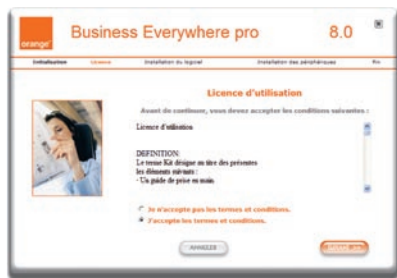 orange
Business Everywhere pro
8.0
Initialisation
Licence
Installation du logiciel
Installation des périphériques
Fin
Licence d'utilisation
Avant de continuer, vous devez accepter les conditions suivantes :
Licence d'utilisation
DEFINITION:
Le terme Kit désigne au titre des présentes
les éléments suivants :
- Un guide de prise en main
Je n'accepte pas les termes et conditions.
J'accepte les termes et conditions.
ANNULER